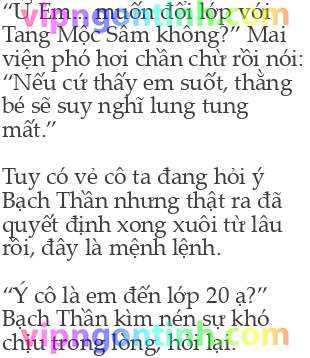 “Ừ. Em... muốn đổi lớp với
Tang Mộc Sâm không?” Mai
viện phó hơi chần chừ rồi nói:
“Nếu cứ thấy em suốt, thằng
bé sẽ suy nghĩ lung tung
mất.”
Tuy có vẻ cô ta đang hỏi ý
Bạch Thần nhưng thật ra đã
quyết định xong xuôi từ lâu
rồi, đây là mệnh lệnh.
“Ý cô là em đến lớp 20 ạ?”
Bạch Thần kìm nén sự khó
chịu trong lòng, hỏi lại.
vipngontinh.com
vipngontinh.com
vipngontinh.com